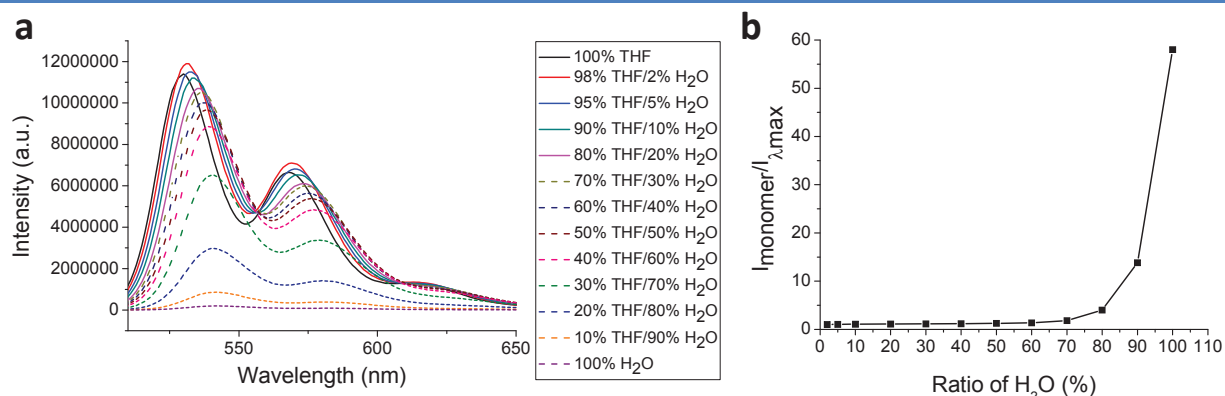 a
Intensity (a.u.)
12000000
10000000
8000000
6000000
4000000
2000000
0
550
600
650
Wavelength (nm)
100% THF
98% THF/2% H₂O
95% THF/5% H₂O
90% THF/10% H₂O
80% THF/20% H₂O
70% THF/30% H₂O
60% THF/40% H₂O
50% THF/50% H₂O
40% THF/60% H₂O
30% THF/70% H₂O
20% THF/80% H₂O
10% THF/90% H₂O
100% H₂O
b
Imonomer/Iλmax
60
50
40
30
20
10
0
0 10 20 30 40 50 60 70 80 90 100 110
Ratio of H₂O (%)